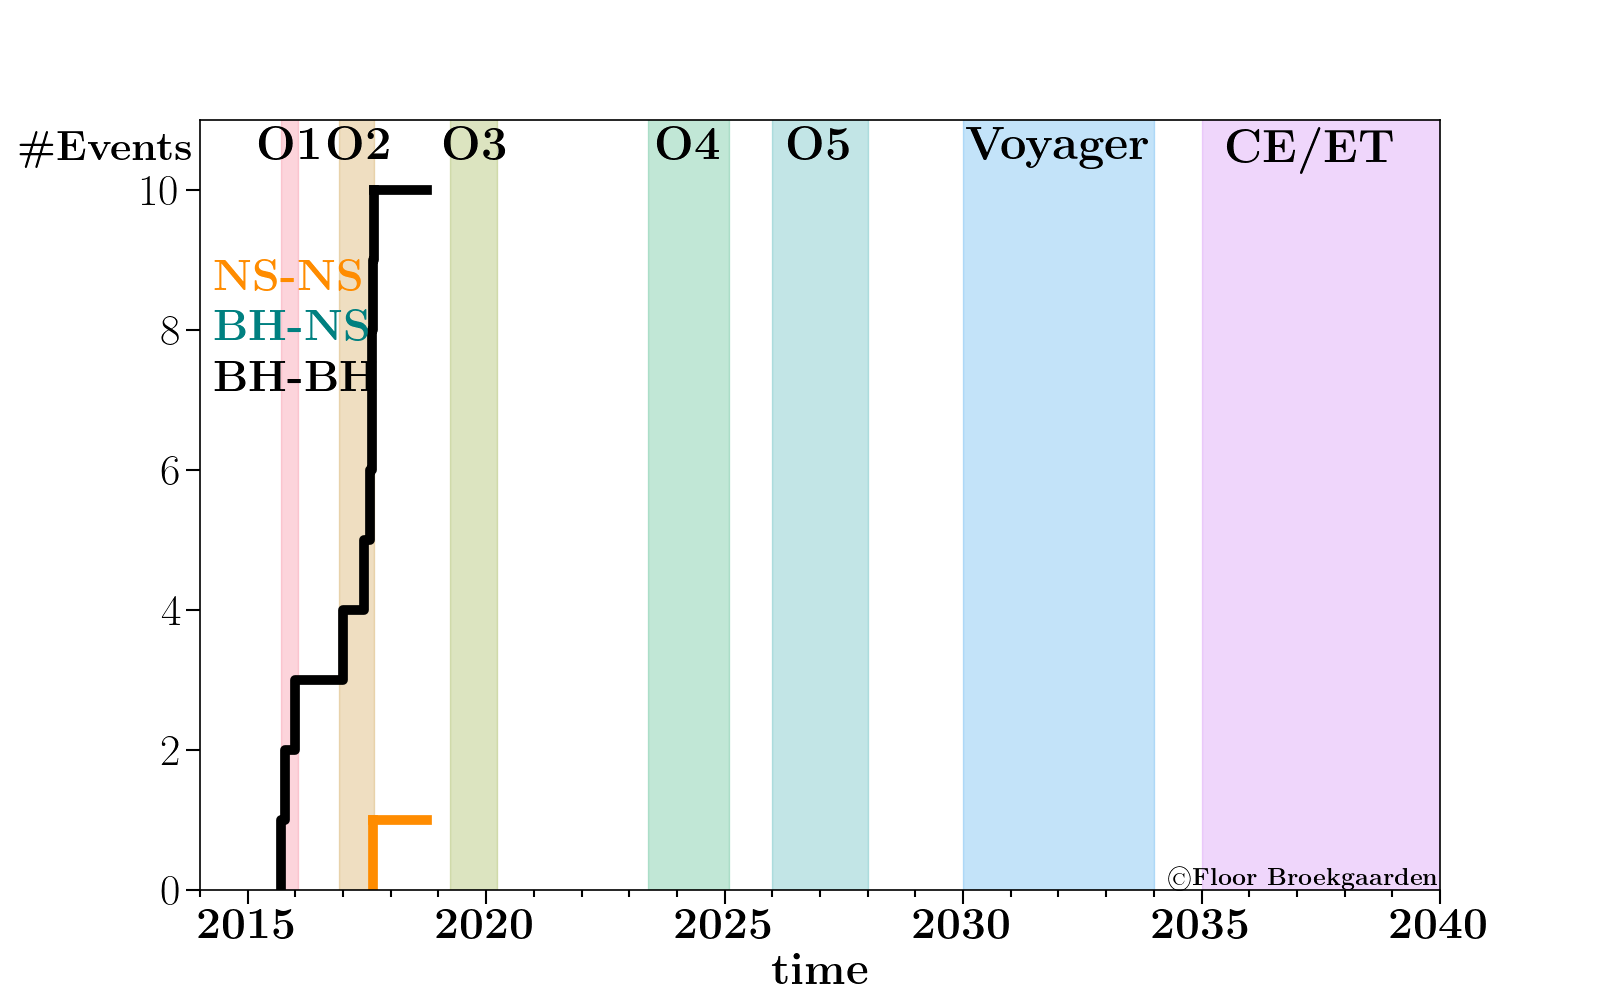 #Events O1 O2 O3 O4 O5 Voyager CE/ET
10
NS-NS
8 BH-NS
BH-BH
6
4
2
©Floor Broekgaarden
0
2015 2020 2025 2030 2035 2040
time